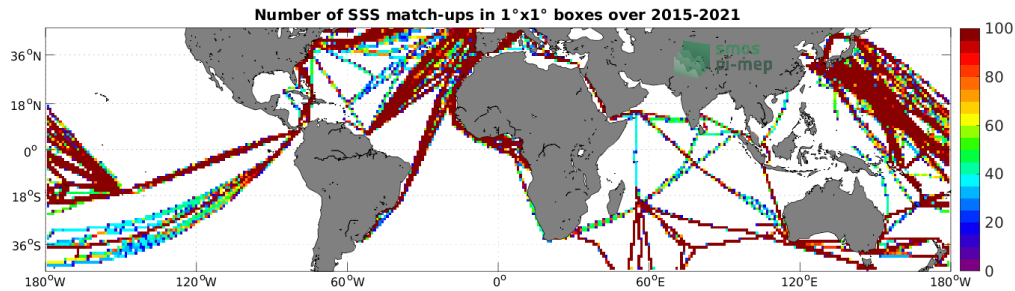 Number of SSS match-ups in 1°x1° boxes over 2015-2021
36°N
18°N
0°
18°S
36°S
180°W
120°W
60°W
0°
60°E
120°E
180°W
100
80
60
40
20
0
smos
pi-mep